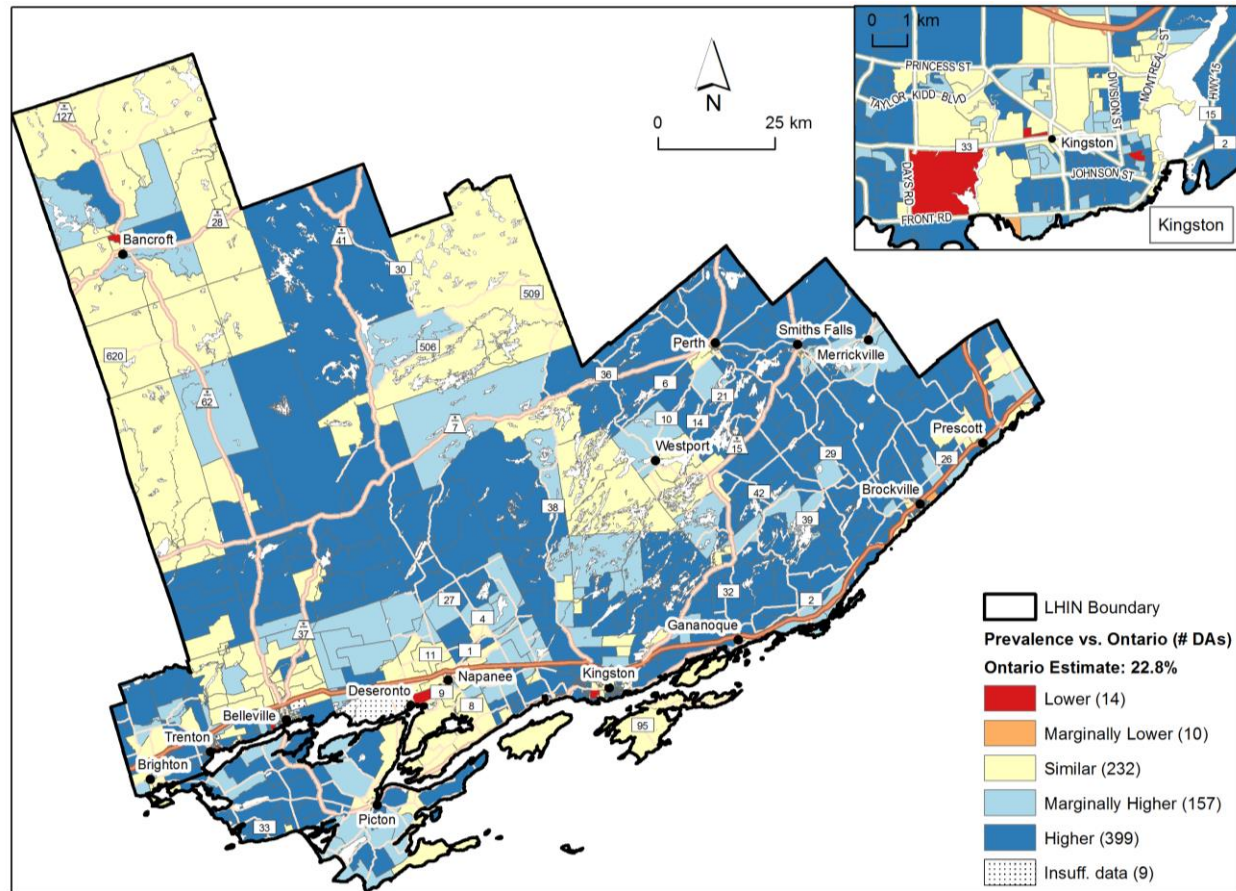 0 1 km
PRINCESS ST
TAYLOR KIDD BLVD
DIVISION ST
MONTREAL ST
HWY 15
15
2
33
Kingston
DAYS RD
JOHNSON ST
FRONT RD
Kingston
N
0 25 km
127
28
Bancroft
41
30
509
620
506
62
Perth
Smiths Falls
Merrickville
36
6
21
7
10
14
Westport
15
29
Prescott
26
Brockville
42
38
39
27
32
2
4
37
Gananoque
11
1
Napanee
Kingston
Deseronto
9
8
Belleville
95
Trenton
Brighton
Picton
33
LHIN Boundary
Prevalence vs. Ontario (# DAs)
Ontario Estimate: 22.8%
Lower (14)
Marginally Lower (10)
Similar (232)
Marginally Higher (157)
Higher (399)
Insuff. data (9)